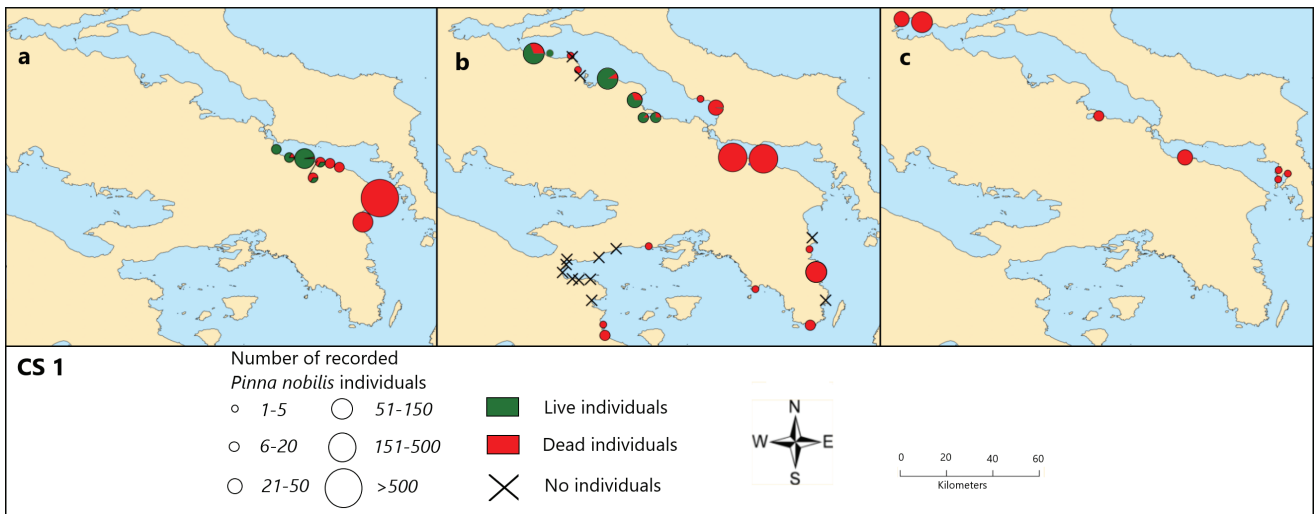 a
b
c
CS 1
Number of recorded
Pinna nobilis individuals
1-5
51-150
6-20
151-500
21-50
>500
Live individuals
Dead individuals
No individuals
N
W E
S
0 20 40 60
Kilometers